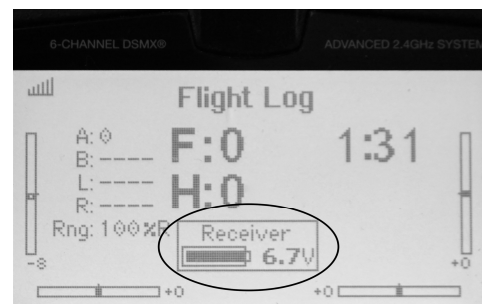 6-CHANNEL DSMX® ADVANCED 2.4GHz SYSTEM
Flight Log
A: 0
B: ----
L: ----
R: ----
F:0
H:0
1:31
Rng: 100%R
Receiver
6.7V
-8
+0
+0
+0